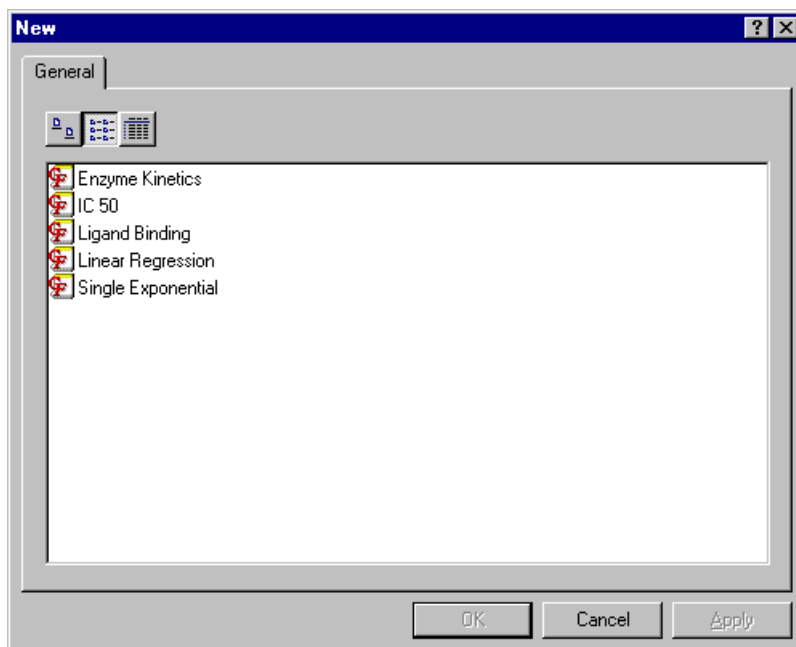 New
General
Enzyme Kinetics
IC 50
Ligand Binding
Linear Regression
Single Exponential
OK Cancel Apply